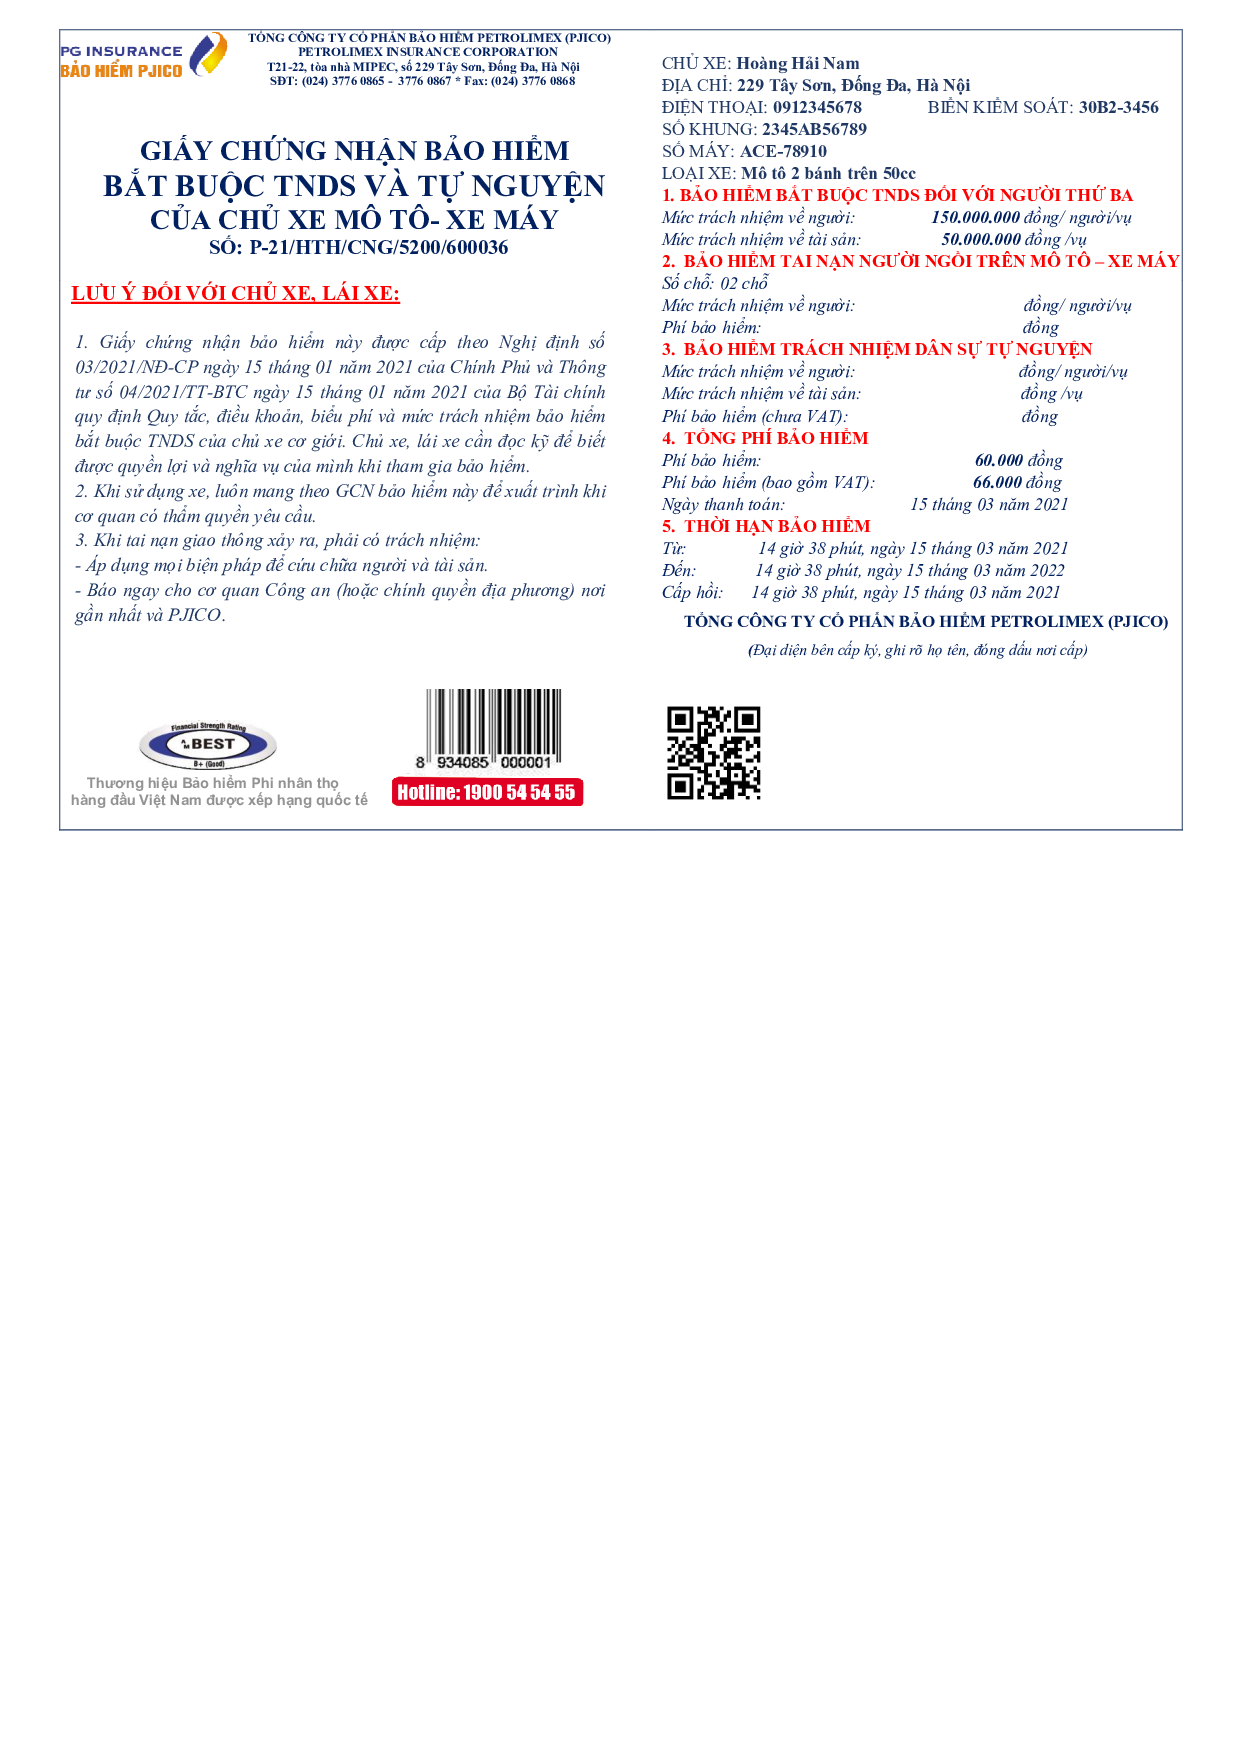 PG INSURANCE
BẢO HIỂM PJICO
TỔNG CÔNG TY CỔ PHẦN BẢO HIỂM PETROLIMEX (PJICO)
PETROLIMEX INSURANCE CORPORATION
T21-22, tòa nhà MIPEC, số 229 Tây Sơn, Đống Đa, Hà Nội
SĐT: (024) 3776 0865 - 3776 0867 * Fax: (024) 3776 0868
GIẤY CHỨNG NHẬN BẢO HIỂM
BẮT BUỘC TNDS VÀ TỰ NGUYỆN
CỦA CHỦ XE MÔ TÔ- XE MÁY
SỐ: P-21/HTH/CNG/5200/600036
LƯU Ý ĐỐI VỚI CHỦ XE, LÁI XE:
1. Giấy chứng nhận bảo hiểm này được cấp theo Nghị định số
03/2021/NĐ-CP ngày 15 tháng 01 năm 2021 của Chính Phủ và Thông
tư số 04/2021/TT-BTC ngày 15 tháng 01 năm 2021 của Bộ Tài chính
quy định Quy tắc, điều khoản, biểu phí và mức trách nhiệm bảo hiểm
bắt buộc TNDS của chủ xe cơ giới. Chủ xe, lái xe cần đọc kỹ để biết
được quyền lợi và nghĩa vụ của mình khi tham gia bảo hiểm.
2. Khi sử dụng xe, luôn mang theo GCN bảo hiểm này để xuất trình khi
cơ quan có thẩm quyền yêu cầu.
3. Khi tai nạn giao thông xảy ra, phải có trách nhiệm:
- Áp dụng mọi biện pháp để cứu chữa người và tài sản.
- Báo ngay cho cơ quan Công an (hoặc chính quyền địa phương) nơi
gần nhất và PJICO.
Financial Strength Rating
AM BEST
B+ (Good)
Thương hiệu Bảo hiểm Phi nhân thọ
hàng đầu Việt Nam được xếp hạng quốc tế
8 934085 000001
Hotline: 1900 54 54 55
CHỦ XE: Hoàng Hải Nam
ĐỊA CHỈ: 229 Tây Sơn, Đống Đa, Hà Nội
ĐIỆN THOẠI: 0912345678 BIỂN KIỂM SOÁT: 30B2-3456
SỐ KHUNG: 2345AB56789
SỐ MÁY: ACE-78910
LOẠI XE: Mô tô 2 bánh trên 50cc
1. BẢO HIỂM BẮT BUỘC TNDS ĐỐI VỚI NGƯỜI THỨ BA
Mức trách nhiệm về người: 150.000.000 đồng/ người/vụ
Mức trách nhiệm về tài sản: 50.000.000 đồng /vụ
2. BẢO HIỂM TAI NẠN NGƯỜI NGỒI TRÊN MÔ TÔ – XE MÁY
Số chỗ: 02 chỗ
Mức trách nhiệm về người: đồng/ người/vụ
Phí bảo hiểm: đồng
3. BẢO HIỂM TRÁCH NHIỆM DÂN SỰ TỰ NGUYỆN
Mức trách nhiệm về người: đồng/ người/vụ
Mức trách nhiệm về tài sản: đồng /vụ
Phí bảo hiểm (chưa VAT): đồng
4. TỔNG PHÍ BẢO HIỂM
Phí bảo hiểm: 60.000 đồng
Phí bảo hiểm (bao gồm VAT): 66.000 đồng
Ngày thanh toán: 15 tháng 03 năm 2021
5. THỜI HẠN BẢO HIỂM
Từ: 14 giờ 38 phút, ngày 15 tháng 03 năm 2021
Đến: 14 giờ 38 phút, ngày 15 tháng 03 năm 2022
Cấp hồi: 14 giờ 38 phút, ngày 15 tháng 03 năm 2021
TỔNG CÔNG TY CỔ PHẦN BẢO HIỂM PETROLIMEX (PJICO)
(Đại diện bên cấp ký, ghi rõ họ tên, đóng dấu nơi cấp)